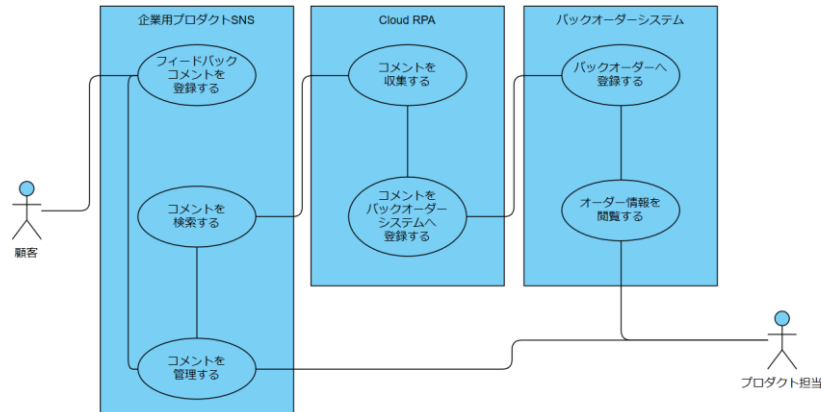 企業用プロダクトSNS
Cloud RPA
バックオーダーシステム
フィードバック
コメントを
登録する
コメントを
収集する
バックオーダーへ
登録する
コメントを
検索する
コメントを
バックオーダー
システムへ
登録する
オーダー情報を
閲覧する
顧客
コメントを
管理する
プロダクト担当